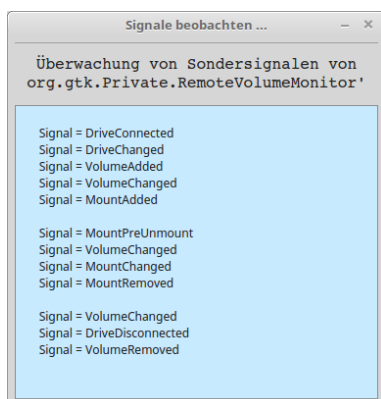 Signale beobachten ...
Überwachung von Sondersignalen von
org.gtk.Private.RemoteVolumeMonitor'
Signal = DriveConnected
Signal = DriveChanged
Signal = VolumeAdded
Signal = VolumeChanged
Signal = MountAdded
Signal = MountPreUnmount
Signal = VolumeChanged
Signal = MountChanged
Signal = MountRemoved
Signal = VolumeChanged
Signal = DriveDisconnected
Signal = VolumeRemoved